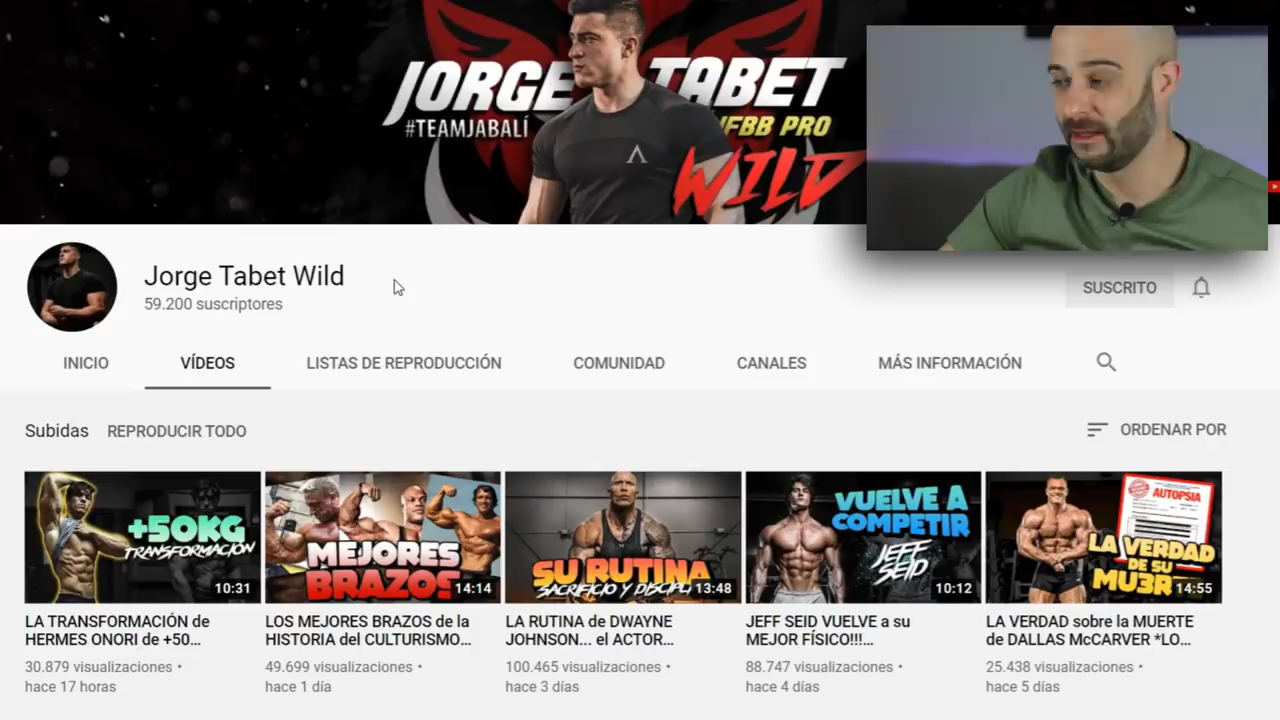 JORGE TABET
#TEAMJABALÍ
IFBB PRO
WILD
Jorge Tabet Wild
59.200 suscriptores
SUSCRITO
INICIO
VÍDEOS
LISTAS DE REPRODUCCIÓN
COMUNIDAD
CANALES
MÁS INFORMACIÓN
Subidas
REPRODUCIR TODO
ORDENAR POR
+50KG
TRANSFORMACIÓN
10:31
MEJORES
BRAZOS
14:14
SU RUTINA
SACRIFICIO Y DISCIPLI
13:48
VUELVE A
COMPETIR
JEFF
SEID
10:12
AUTOPSIA
LA VERDAD
DE SU
MU3R
14:55
LA TRANSFORMACIÓN de
HERMES ONORI de +50...
30.879 visualizaciones •
hace 17 horas
LOS MEJORES BRAZOS de la
HISTORIA del CULTURISMO...
49.699 visualizaciones •
hace 1 día
LA RUTINA de DWAYNE
JOHNSON... el ACTOR...
100.465 visualizaciones •
hace 3 días
JEFF SEID VUELVE a su
MEJOR FÍSICO!!!...
88.747 visualizaciones •
hace 4 días
LA VERDAD sobre la MUERTE
de DALLAS McCARVER *LO...
25.438 visualizaciones •
hace 5 días